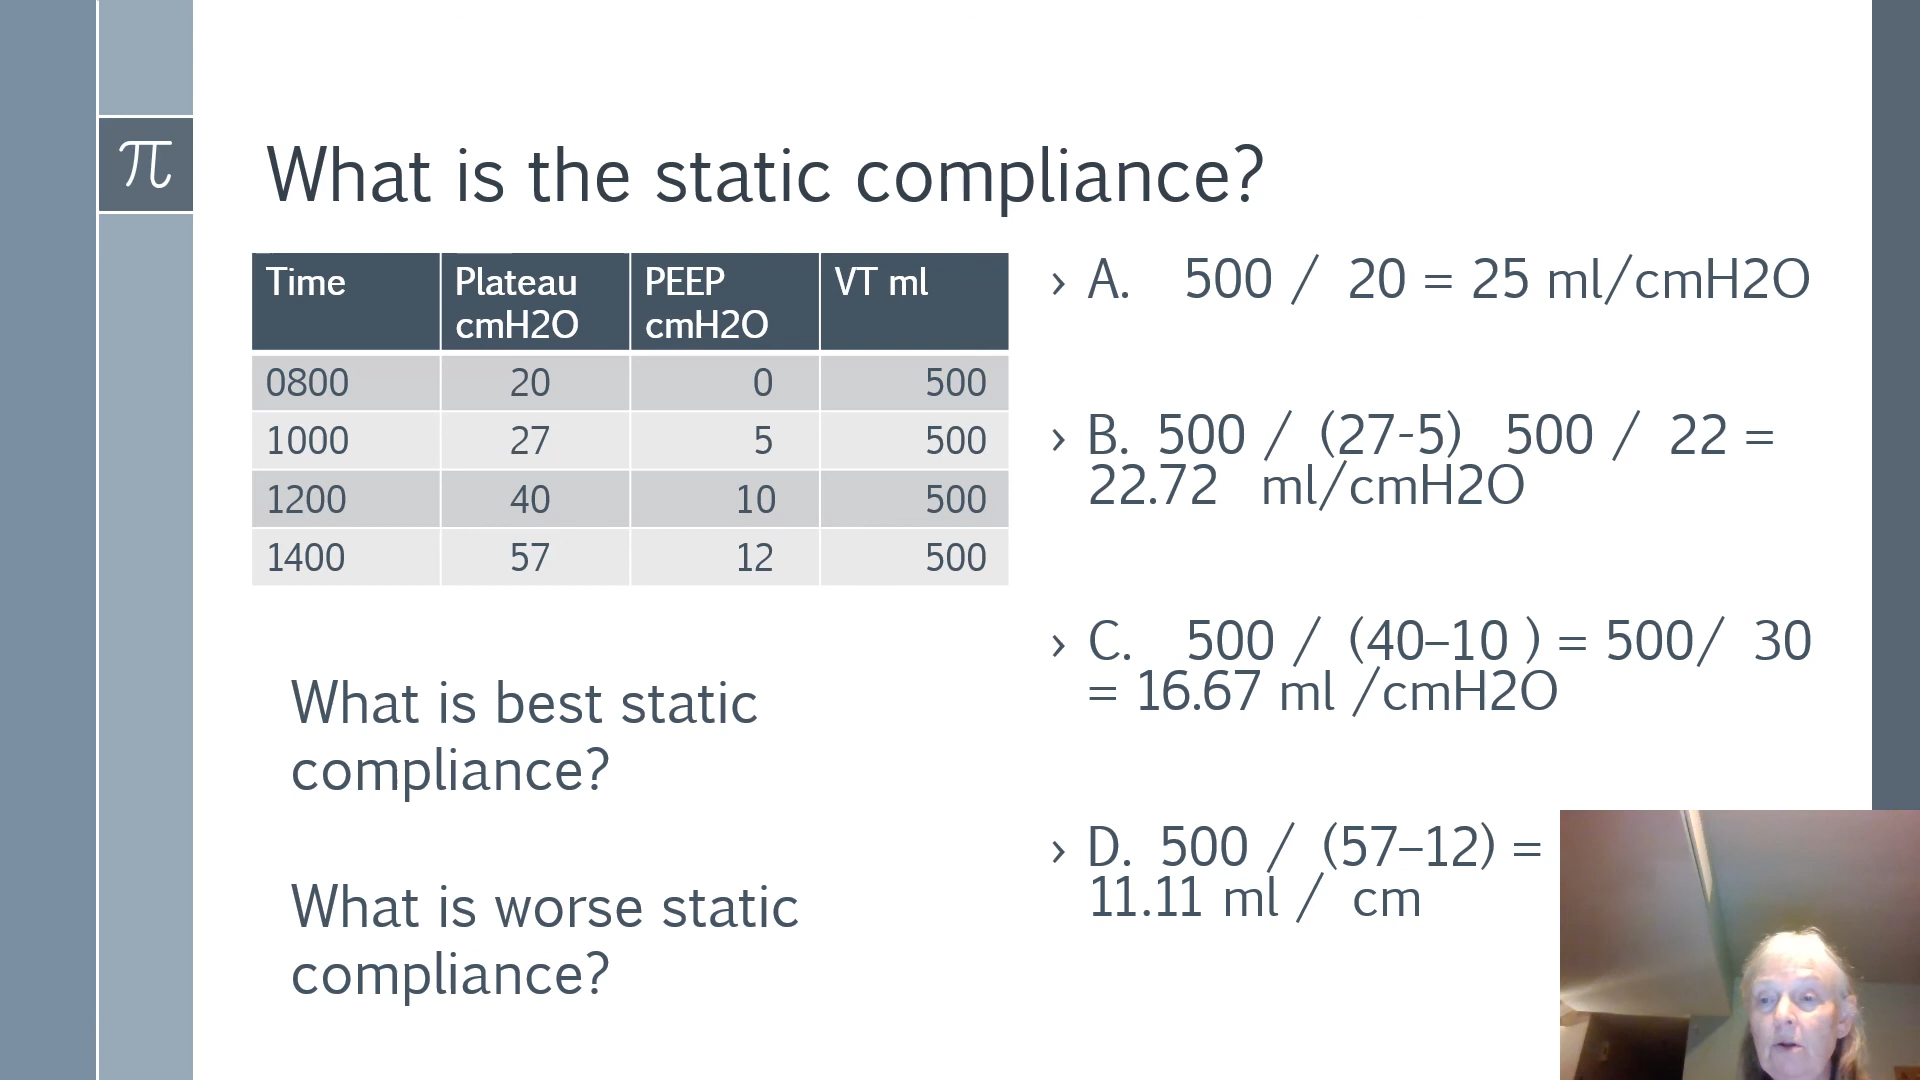 π
What is the static compliance?
Time Plateau cmH2O PEEP cmH2O VT ml
0800 20 0 500
1000 27 5 500
1200 40 10 500
1400 57 12 500
What is best static
compliance?
What is worse static
compliance?
› A. 500 / 20 = 25 ml/cmH2O
› B. 500 / (27-5) 500 / 22 =
22.72 ml/cmH2O
› C. 500 / (40–10 ) = 500/ 30
= 16.67 ml /cmH2O
› D. 500 / (57–12) =
11.11 ml / cm